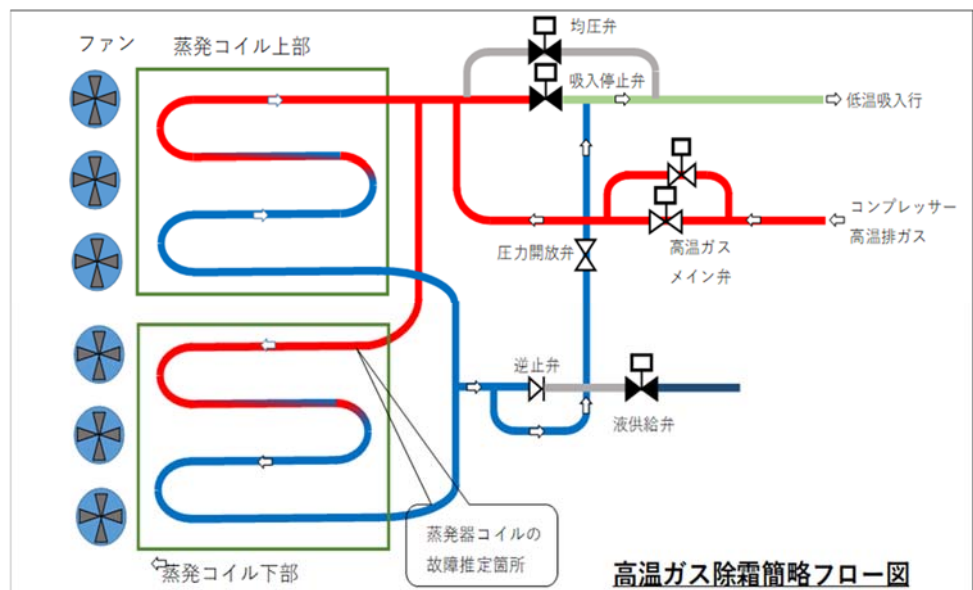 ファン
蒸発コイル上部
均圧弁
吸入停止弁
低温吸入行
コンプレッサー
高温排ガス
高温ガス
メイン弁
圧力開放弁
逆止弁
液供給弁
蒸発器コイルの
故障推定箇所
蒸発コイル下部
高温ガス除霜簡略フロー図